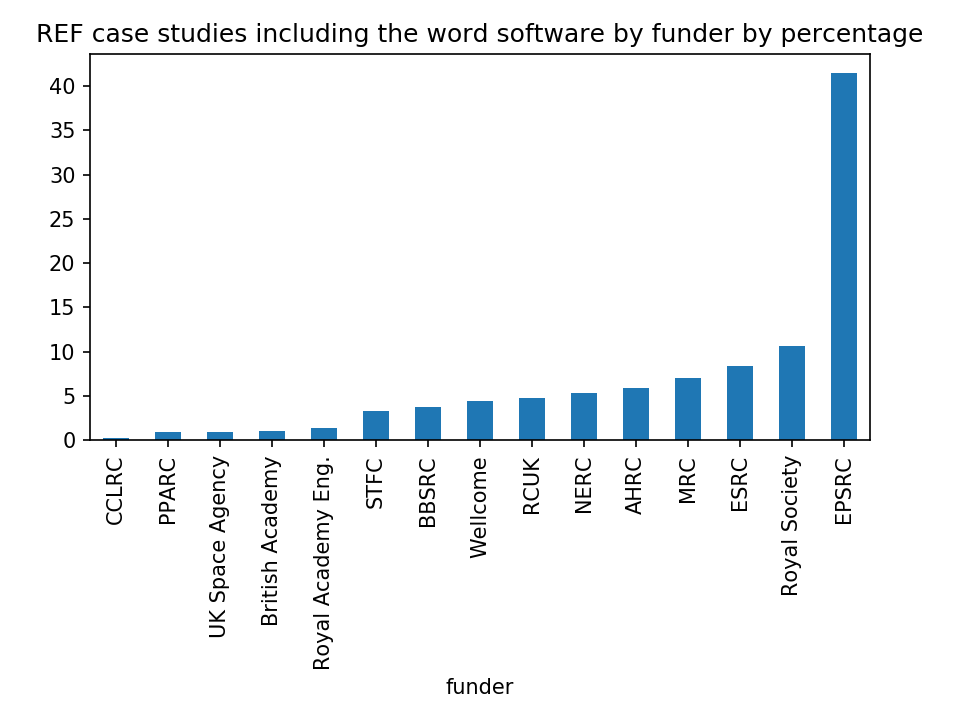 REF case studies including the word software by funder by percentage
40
35
30
25
20
15
10
5
0
CCLRC
PPARC
UK Space Agency
British Academy
Royal Academy Eng.
STFC
BBSRC
Wellcome
RCUK
NERC
AHRC
MRC
ESRC
Royal Society
EPSRC
funder